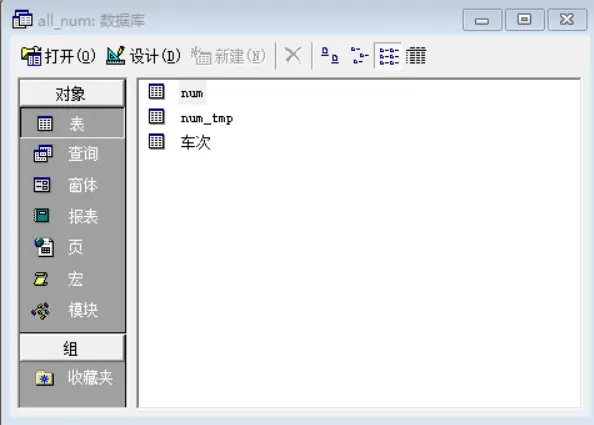 all_num: 数据库
打开(O) 设计(D) 新建(N)
对象
表
查询
窗体
报表
页
宏
模块
组
收藏夹
num
num_tmp
车次